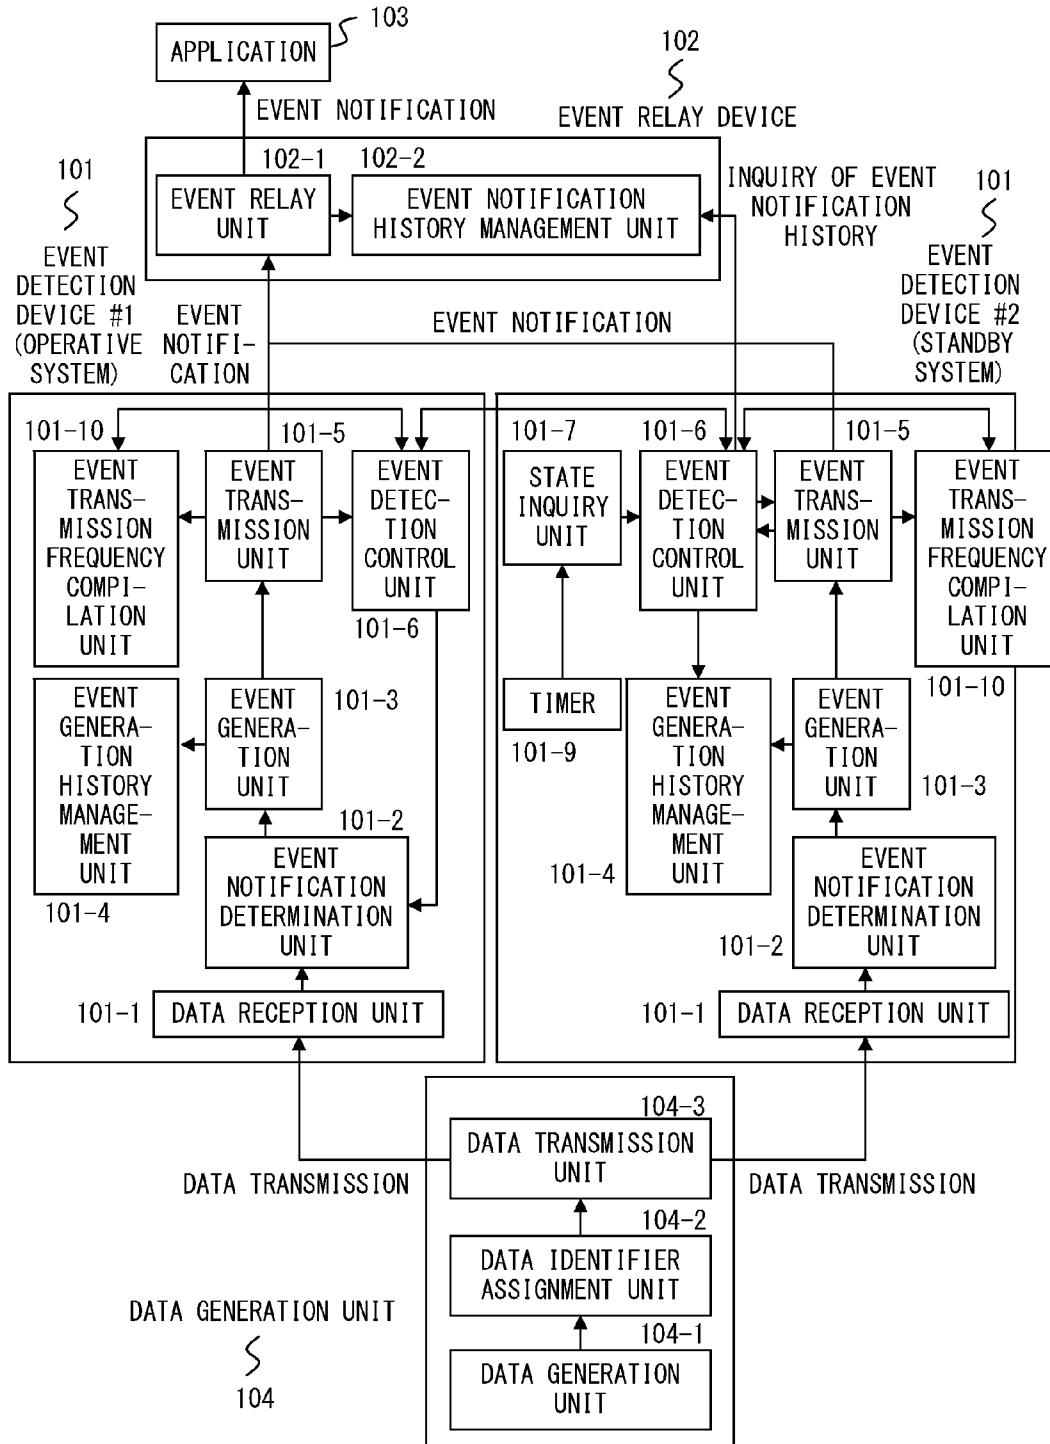 103
APPLICATION
102
EVENT NOTIFICATION
EVENT RELAY DEVICE
101
102-1
102-2
EVENT RELAY
UNIT
EVENT NOTIFICATION
HISTORY MANAGEMENT UNIT
INQUIRY OF EVENT
NOTIFICATION
HISTORY
101
EVENT
DETECTION
DEVICE #1
(OPERATIVE
SYSTEM)
EVENT
NOTIFI-
CATION
EVENT NOTIFICATION
EVENT
DETECTION
DEVICE #2
(STANDBY
SYSTEM)
101-10
101-5
101-7
101-6
101-5
EVENT
TRANS-
MISSION
FREQUENCY
COMPI-
LATION
UNIT
EVENT
TRANS-
MISSION
UNIT
EVENT
DETEC-
TION
CONTROL
UNIT
101-6
STATE
INQUIRY
UNIT
EVENT
DETEC-
TION
CONTROL
UNIT
EVENT
TRANS-
MISSION
UNIT
EVENT
TRANS-
MISSION
FREQUENCY
COMPI-
LATION
UNIT
101-10
EVENT
GENERA-
TION
HISTORY
MANAGE-
MENT
UNIT
101-4
EVENT
GENERA-
TION
UNIT
101-3
TIMER
101-9
EVENT
GENERA-
TION
HISTORY
MANAGE-
MENT
UNIT
101-4
EVENT
GENERA-
TION
UNIT
101-3
101-2
EVENT
NOTIFICATION
DETERMINATION
UNIT
EVENT
NOTIFICATION
DETERMINATION
UNIT
101-2
101-1
DATA RECEPTION UNIT
101-1
DATA RECEPTION UNIT
104-3
DATA TRANSMISSION
UNIT
DATA TRANSMISSION
DATA TRANSMISSION
104-2
DATA IDENTIFIER
ASSIGNMENT UNIT
DATA GENERATION UNIT
104
104-1
DATA GENERATION
UNIT